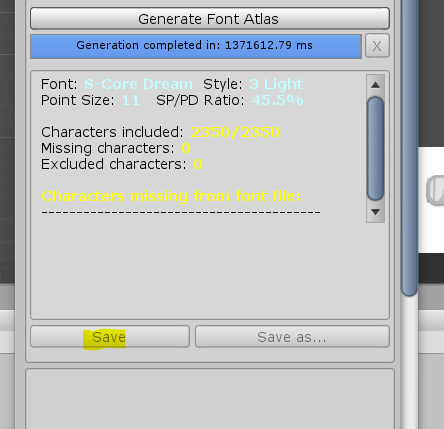 Generate Font Atlas
Generation completed in: 1371612.79 ms
X
Font: S-Core Dream Style: 3 Light
Point Size: 11 SP/PD Ratio: 45.5%
Characters included: 2350/2350
Missing characters: 0
Excluded characters: 0
Characters missing from font file:
----------------------------------------
Save
Save as...